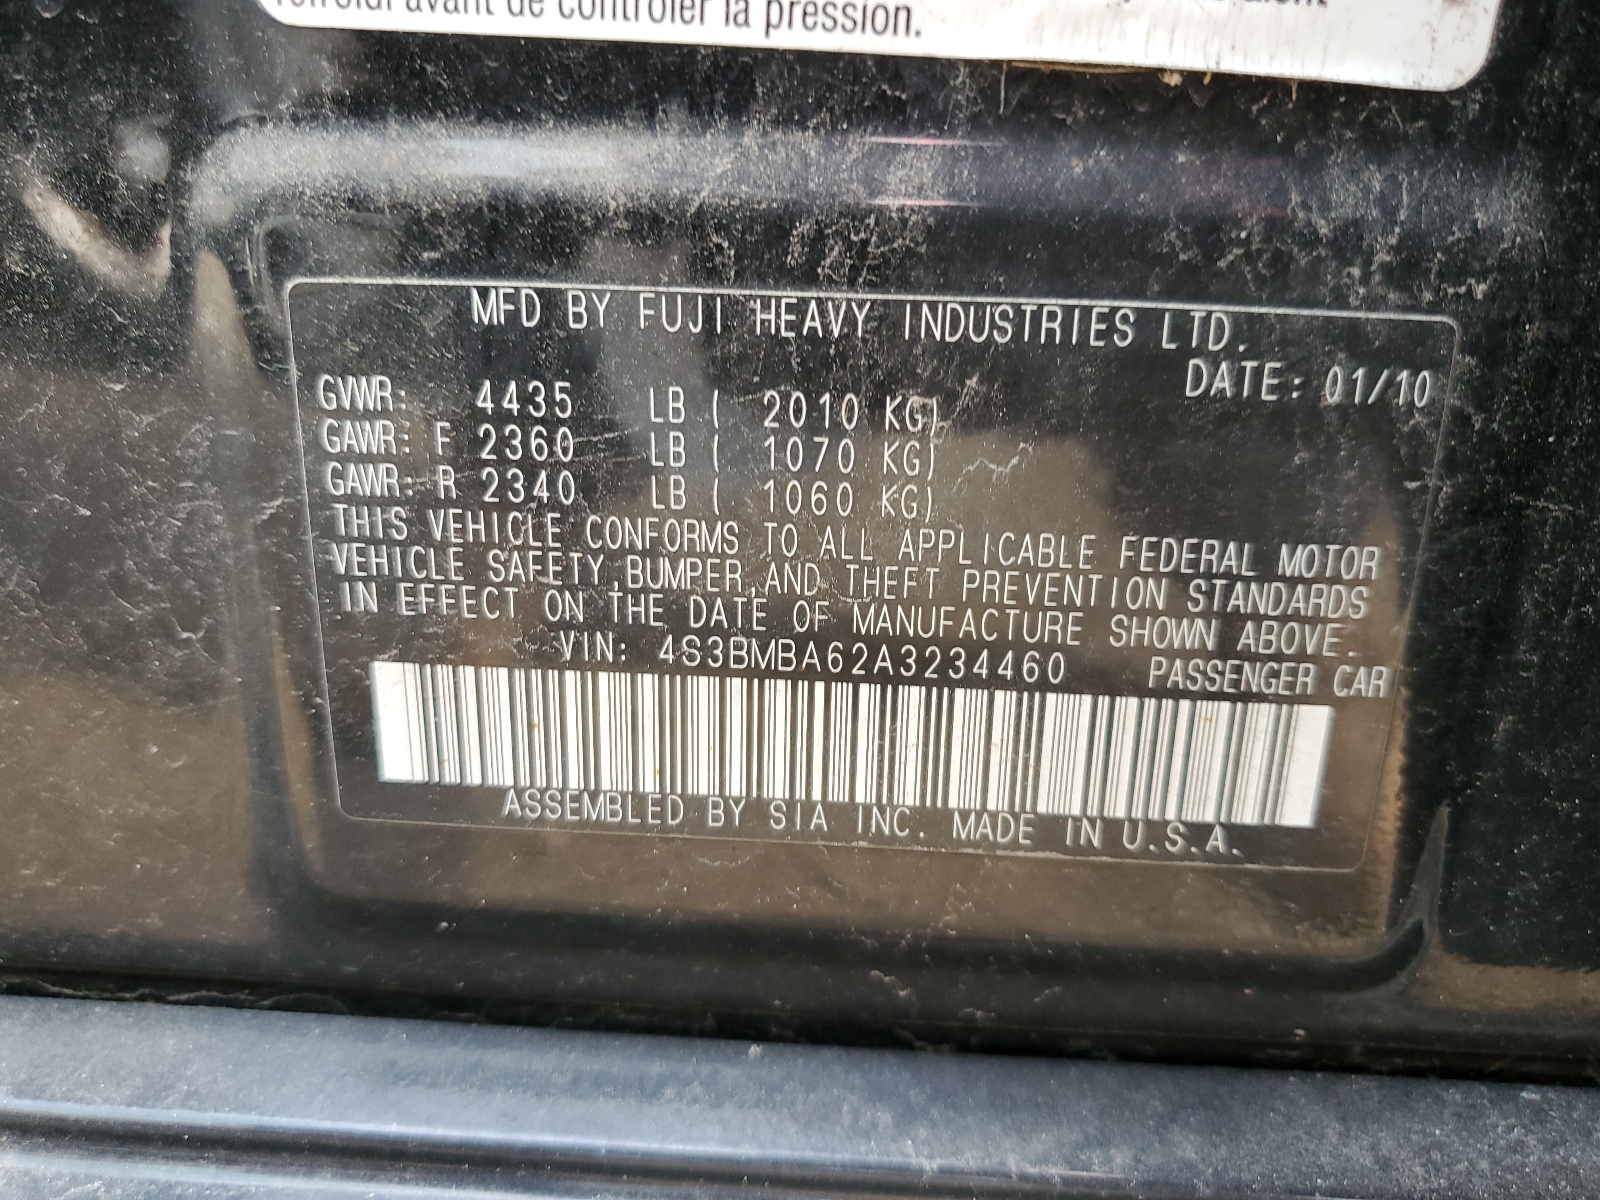 avant de contrôler la pression.
MFD BY FUJI HEAVY INDUSTRIES LTD.
DATE: 01/10
GVWR: 4435 LB ( 2010 KG)
GAWR: F 2360 LB ( 1070 KG)
GAWR: R 2340 LB ( 1060 KG)
THIS VEHICLE CONFORMS TO ALL APPLICABLE FEDERAL MOTOR
VEHICLE SAFETY,BUMPER,AND THEFT PREVENTION STANDARDS
IN EFFECT ON THE DATE OF MANUFACTURE SHOWN ABOVE.
VIN: 4S3BMBA62A3234460 PASSENGER CAR
ASSEMBLED BY SIA INC. MADE IN U.S.A.